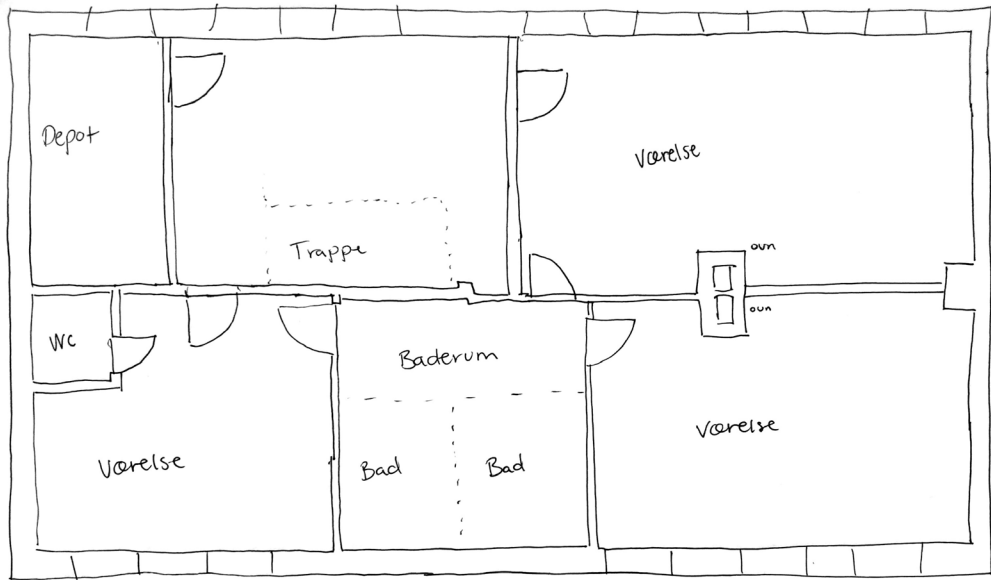 Depot
Værelse
Trappe
ovn
ovn
WC
Baderum
Værelse
Værelse
Bad
Bad